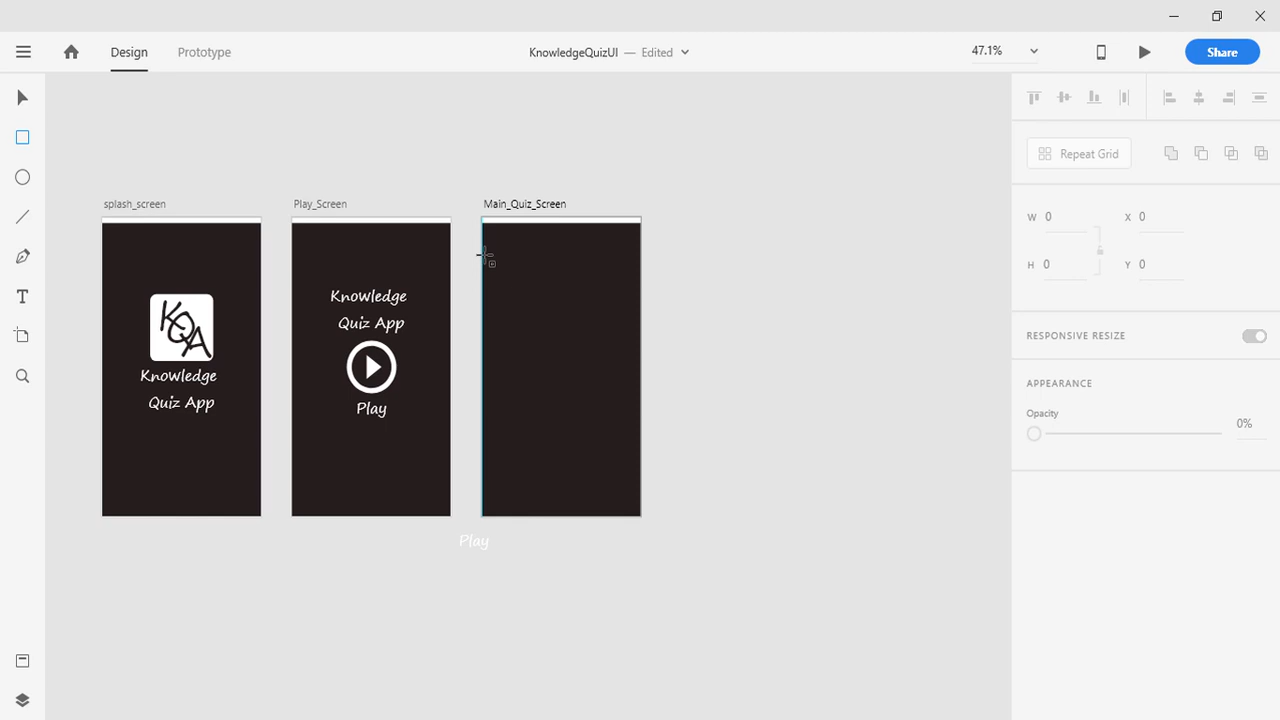 Design
Prototype
KnowledgeQuizUI — Edited
47.1%
Share
Repeat Grid
W 0
X 0
H 0
Y 0
RESPONSIVE RESIZE
APPEARANCE
Opacity
0%
splash_screen
Play_Screen
Main_Quiz_Screen
KQA
Knowledge
Quiz App
Knowledge
Quiz App
Play
Play
T